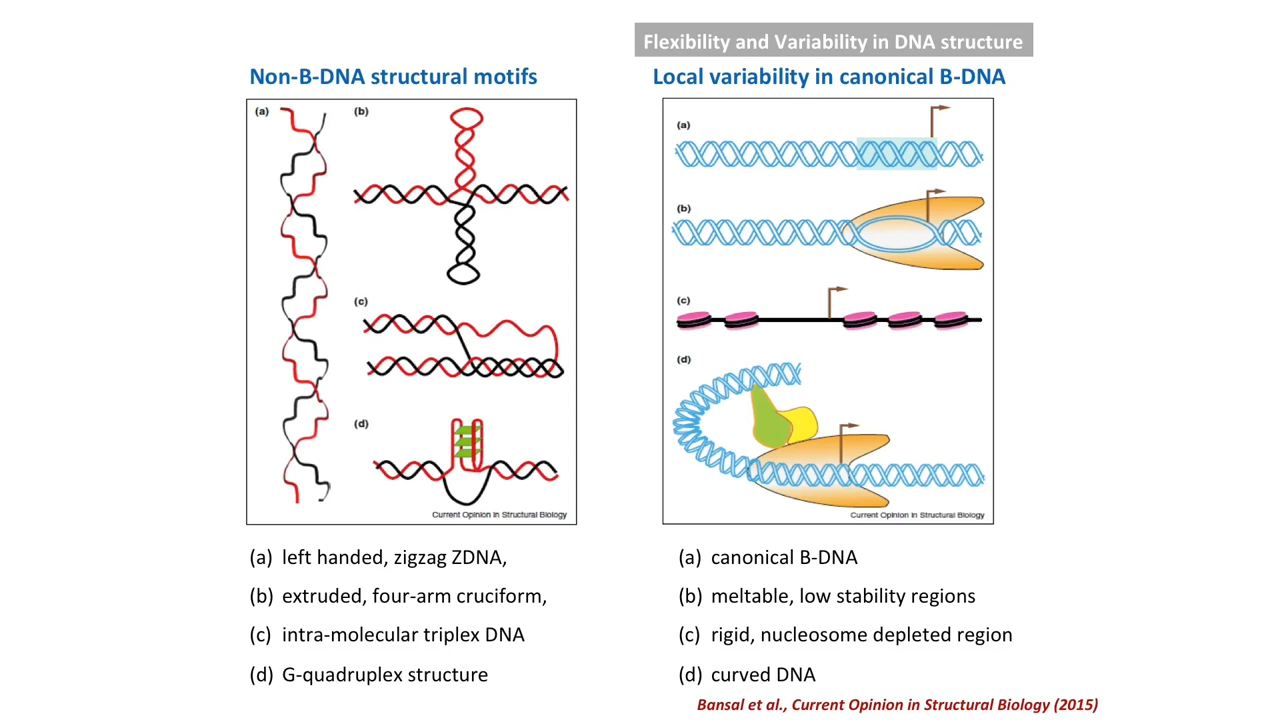 Flexibility and Variability in DNA structure
Non-B-DNA structural motifs
(a)
(b)
(c)
(d)
Current Opinion in Structural Biology
(a) left handed, zigzag ZDNA,
(b) extruded, four-arm cruciform,
(c) intra-molecular triplex DNA
(d) G-quadruplex structure
Local variability in canonical B-DNA
(a)
(b)
(c)
(d)
Current Opinion in Structural Biology
(a) canonical B-DNA
(b) meltable, low stability regions
(c) rigid, nucleosome depleted region
(d) curved DNA
Bansal et al., Current Opinion in Structural Biology (2015)